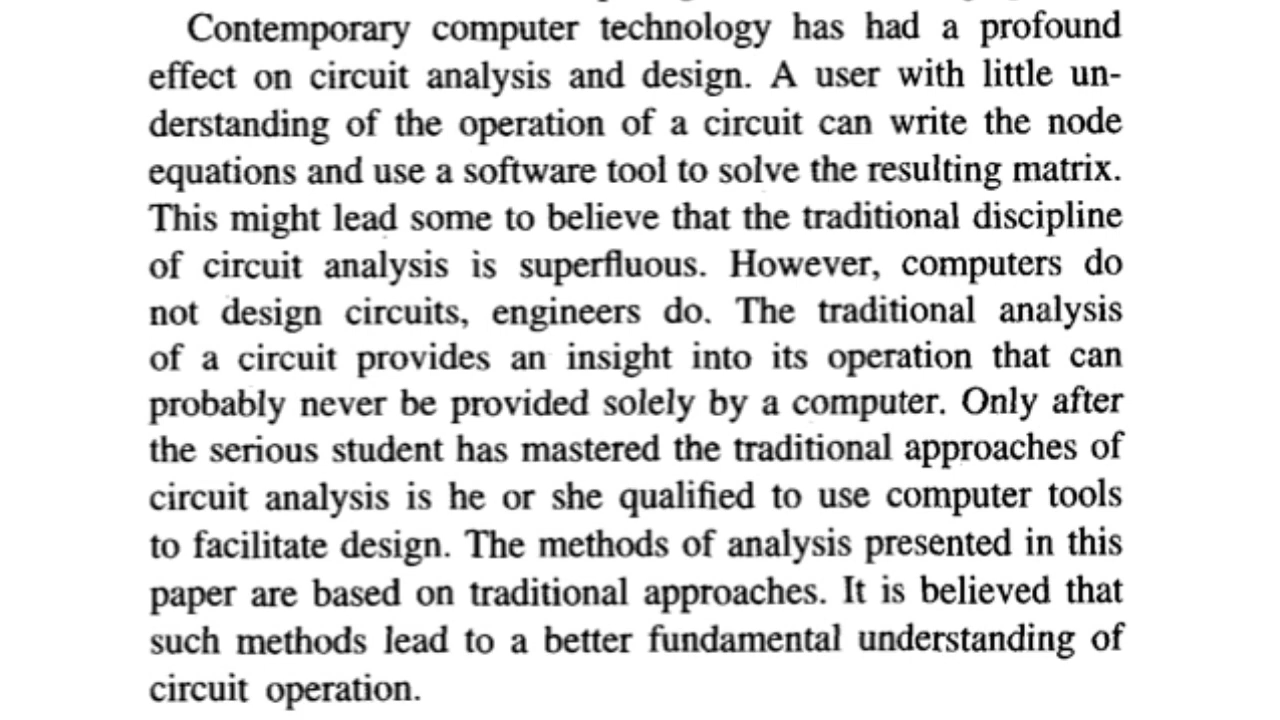 Contemporary computer technology has had a profound
effect on circuit analysis and design. A user with little un-
derstanding of the operation of a circuit can write the node
equations and use a software tool to solve the resulting matrix.
This might lead some to believe that the traditional discipline
of circuit analysis is superfluous. However, computers do
not design circuits, engineers do. The traditional analysis
of a circuit provides an insight into its operation that can
probably never be provided solely by a computer. Only after
the serious student has mastered the traditional approaches of
circuit analysis is he or she qualified to use computer tools
to facilitate design. The methods of analysis presented in this
paper are based on traditional approaches. It is believed that
such methods lead to a better fundamental understanding of
circuit operation.